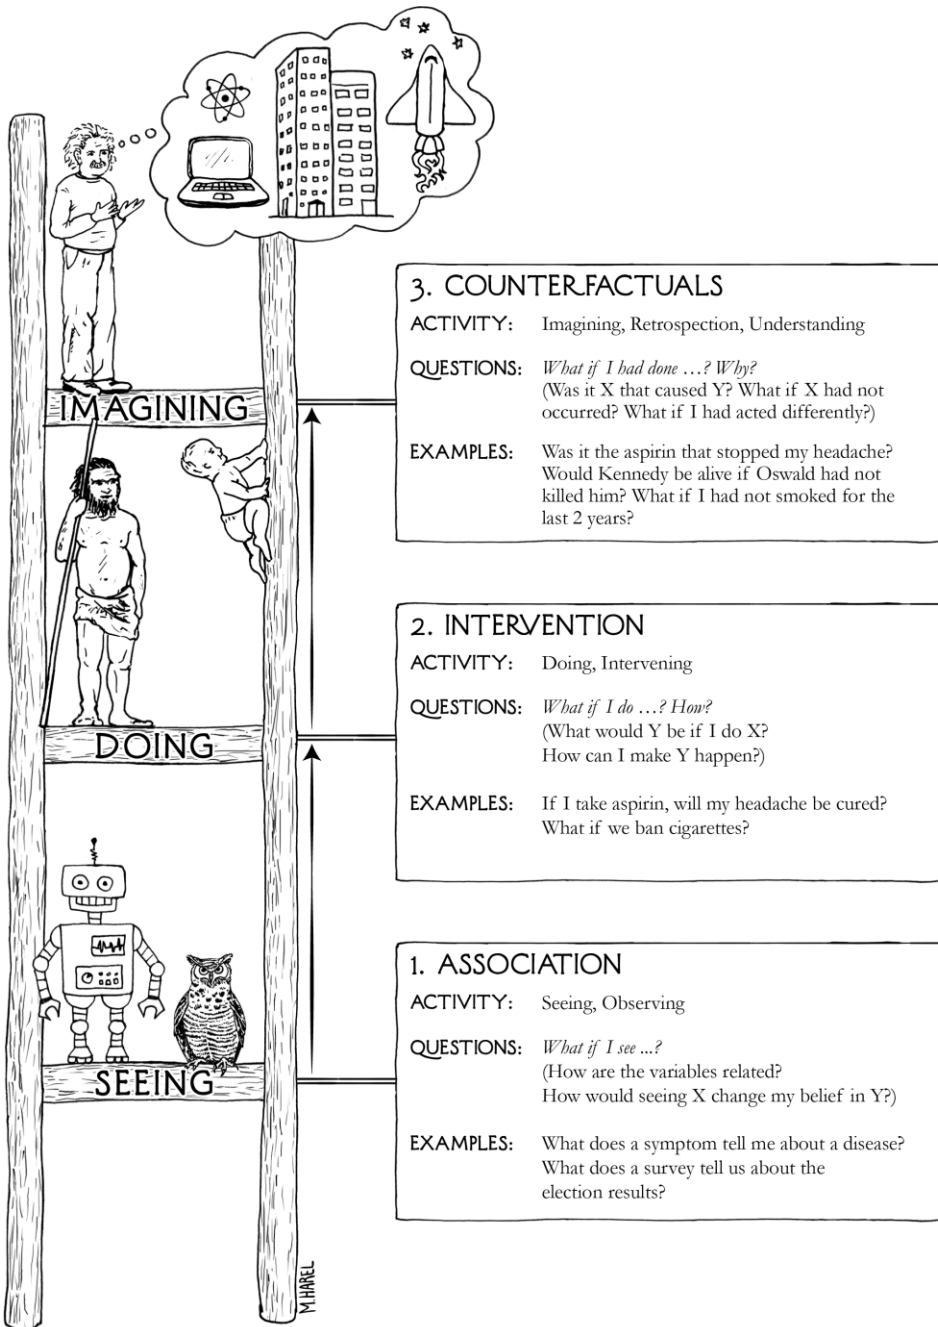 IMAGINING
3. COUNTERFACTUALS
ACTIVITY: Imagining, Retrospection, Understanding
QUESTIONS: What if I had done …? Why?
(Was it X that caused Y? What if X had not
occurred? What if I had acted differently?)
EXAMPLES: Was it the aspirin that stopped my headache?
Would Kennedy be alive if Oswald had not
killed him? What if I had not smoked for the
last 2 years?
DOING
2. INTERVENTION
ACTIVITY: Doing, Intervening
QUESTIONS: What if I do …? How?
(What would Y be if I do X?
How can I make Y happen?)
EXAMPLES: If I take aspirin, will my headache be cured?
What if we ban cigarettes?
SEEING
1. ASSOCIATION
ACTIVITY: Seeing, Observing
QUESTIONS: What if I see ...?
(How are the variables related?
How would seeing X change my belief in Y?)
EXAMPLES: What does a symptom tell me about a disease?
What does a survey tell us about the
election results?
M.HAREL